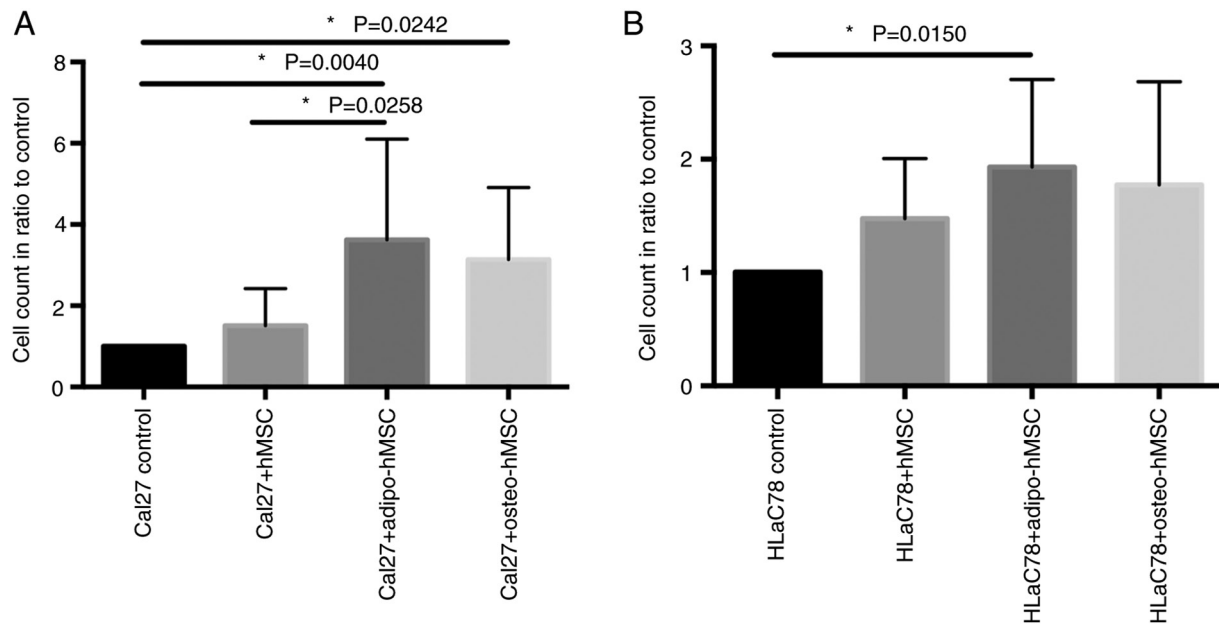 A
* P=0.0242
* P=0.0040
* P=0.0258
8
6
4
2
0
Cell count in ratio to control
Cal27 control
Cal27+hMSC
Cal27+adipo-hMSC
Cal27+osteo-hMSC
B
* P=0.0150
3
2
1
0
Cell count in ratio to control
HLaC78 control
HLaC78+hMSC
HLaC78+adipo-hMSC
HLaC78+osteo-hMSC